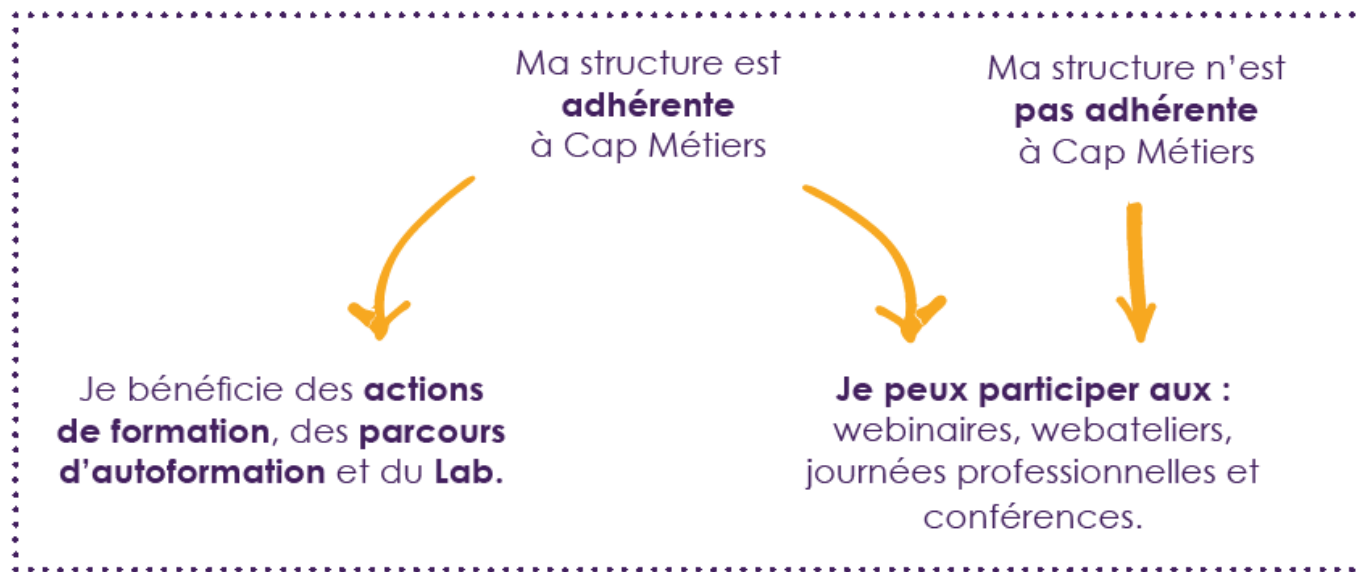 Ma structure est
adhérente
à Cap Métiers
Ma structure n'est
pas adhérente
à Cap Métiers
Je bénéficie des actions
de formation, des parcours
d'autoformation et du Lab.
Je peux participer aux :
webinaires, webateliers,
journées professionnelles et
conférences.